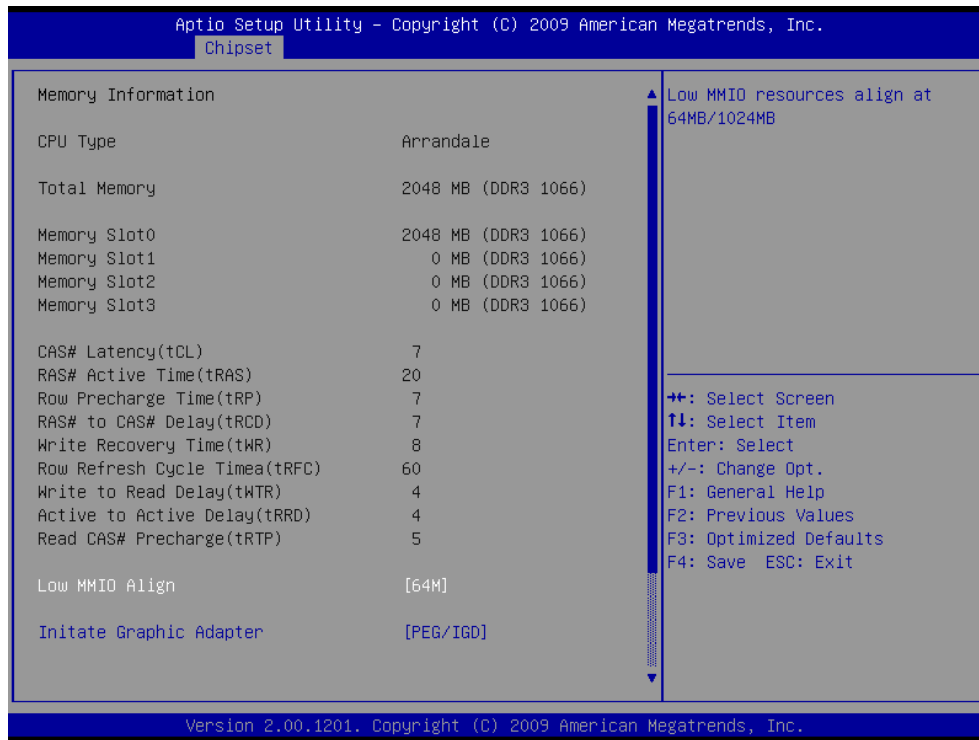 Aptio Setup Utility – Copyright (C) 2009 American Megatrends, Inc.
Chipset
Memory Information
CPU Type Arrandale
Total Memory 2048 MB (DDR3 1066)
Memory Slot0 2048 MB (DDR3 1066)
Memory Slot1 0 MB (DDR3 1066)
Memory Slot2 0 MB (DDR3 1066)
Memory Slot3 0 MB (DDR3 1066)
CAS# Latency(tCL) 7
RAS# Active Time(tRAS) 20
Row Precharge Time(tRP) 7
RAS# to CAS# Delay(tRCD) 7
Write Recovery Time(tWR) 8
Row Refresh Cycle Timea(tRFC) 60
Write to Read Delay(tWTR) 4
Active to Active Delay(tRRD) 4
Read CAS# Precharge(tRTP) 5
Low MMIO Align [64M]
Initate Graphic Adapter [PEG/IGD]
Low MMIO resources align at
64MB/1024MB
→←: Select Screen
↑↓: Select Item
Enter: Select
+/-: Change Opt.
F1: General Help
F2: Previous Values
F3: Optimized Defaults
F4: Save ESC: Exit
Version 2.00.1201. Copyright (C) 2009 American Megatrends, Inc.